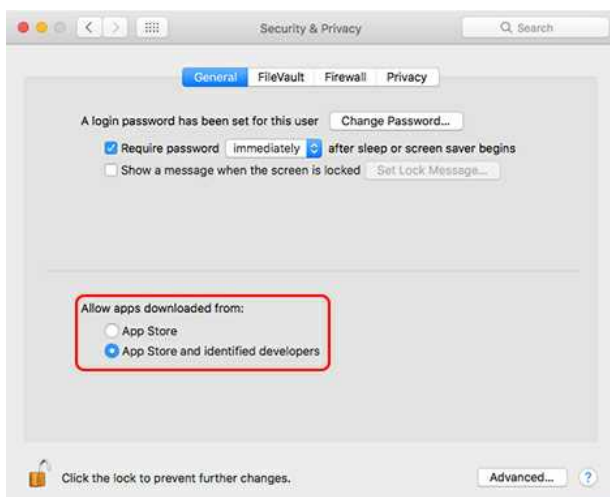 Security & Privacy
Search
General FileVault Firewall Privacy
A login password has been set for this user Change Password...
Require password immediately after sleep or screen saver begins
Show a message when the screen is locked Set Lock Message...
Allow apps downloaded from:
App Store
App Store and identified developers
Click the lock to prevent further changes. Advanced... ?